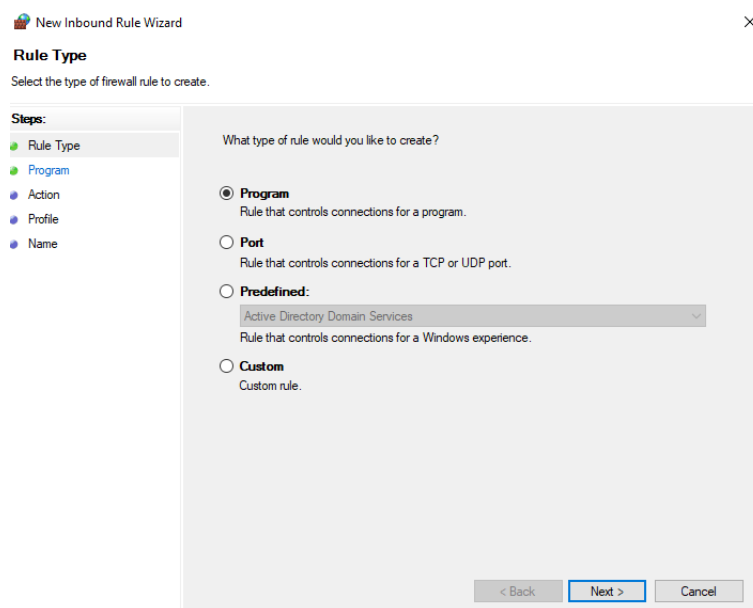 New Inbound Rule Wizard
Rule Type
Select the type of firewall rule to create.
Steps:
Rule Type
Program
Action
Profile
Name
What type of rule would you like to create?
Program
Rule that controls connections for a program.
Port
Rule that controls connections for a TCP or UDP port.
Predefined:
Active Directory Domain Services
Rule that controls connections for a Windows experience.
Custom
Custom rule.
< Back Next > Cancel